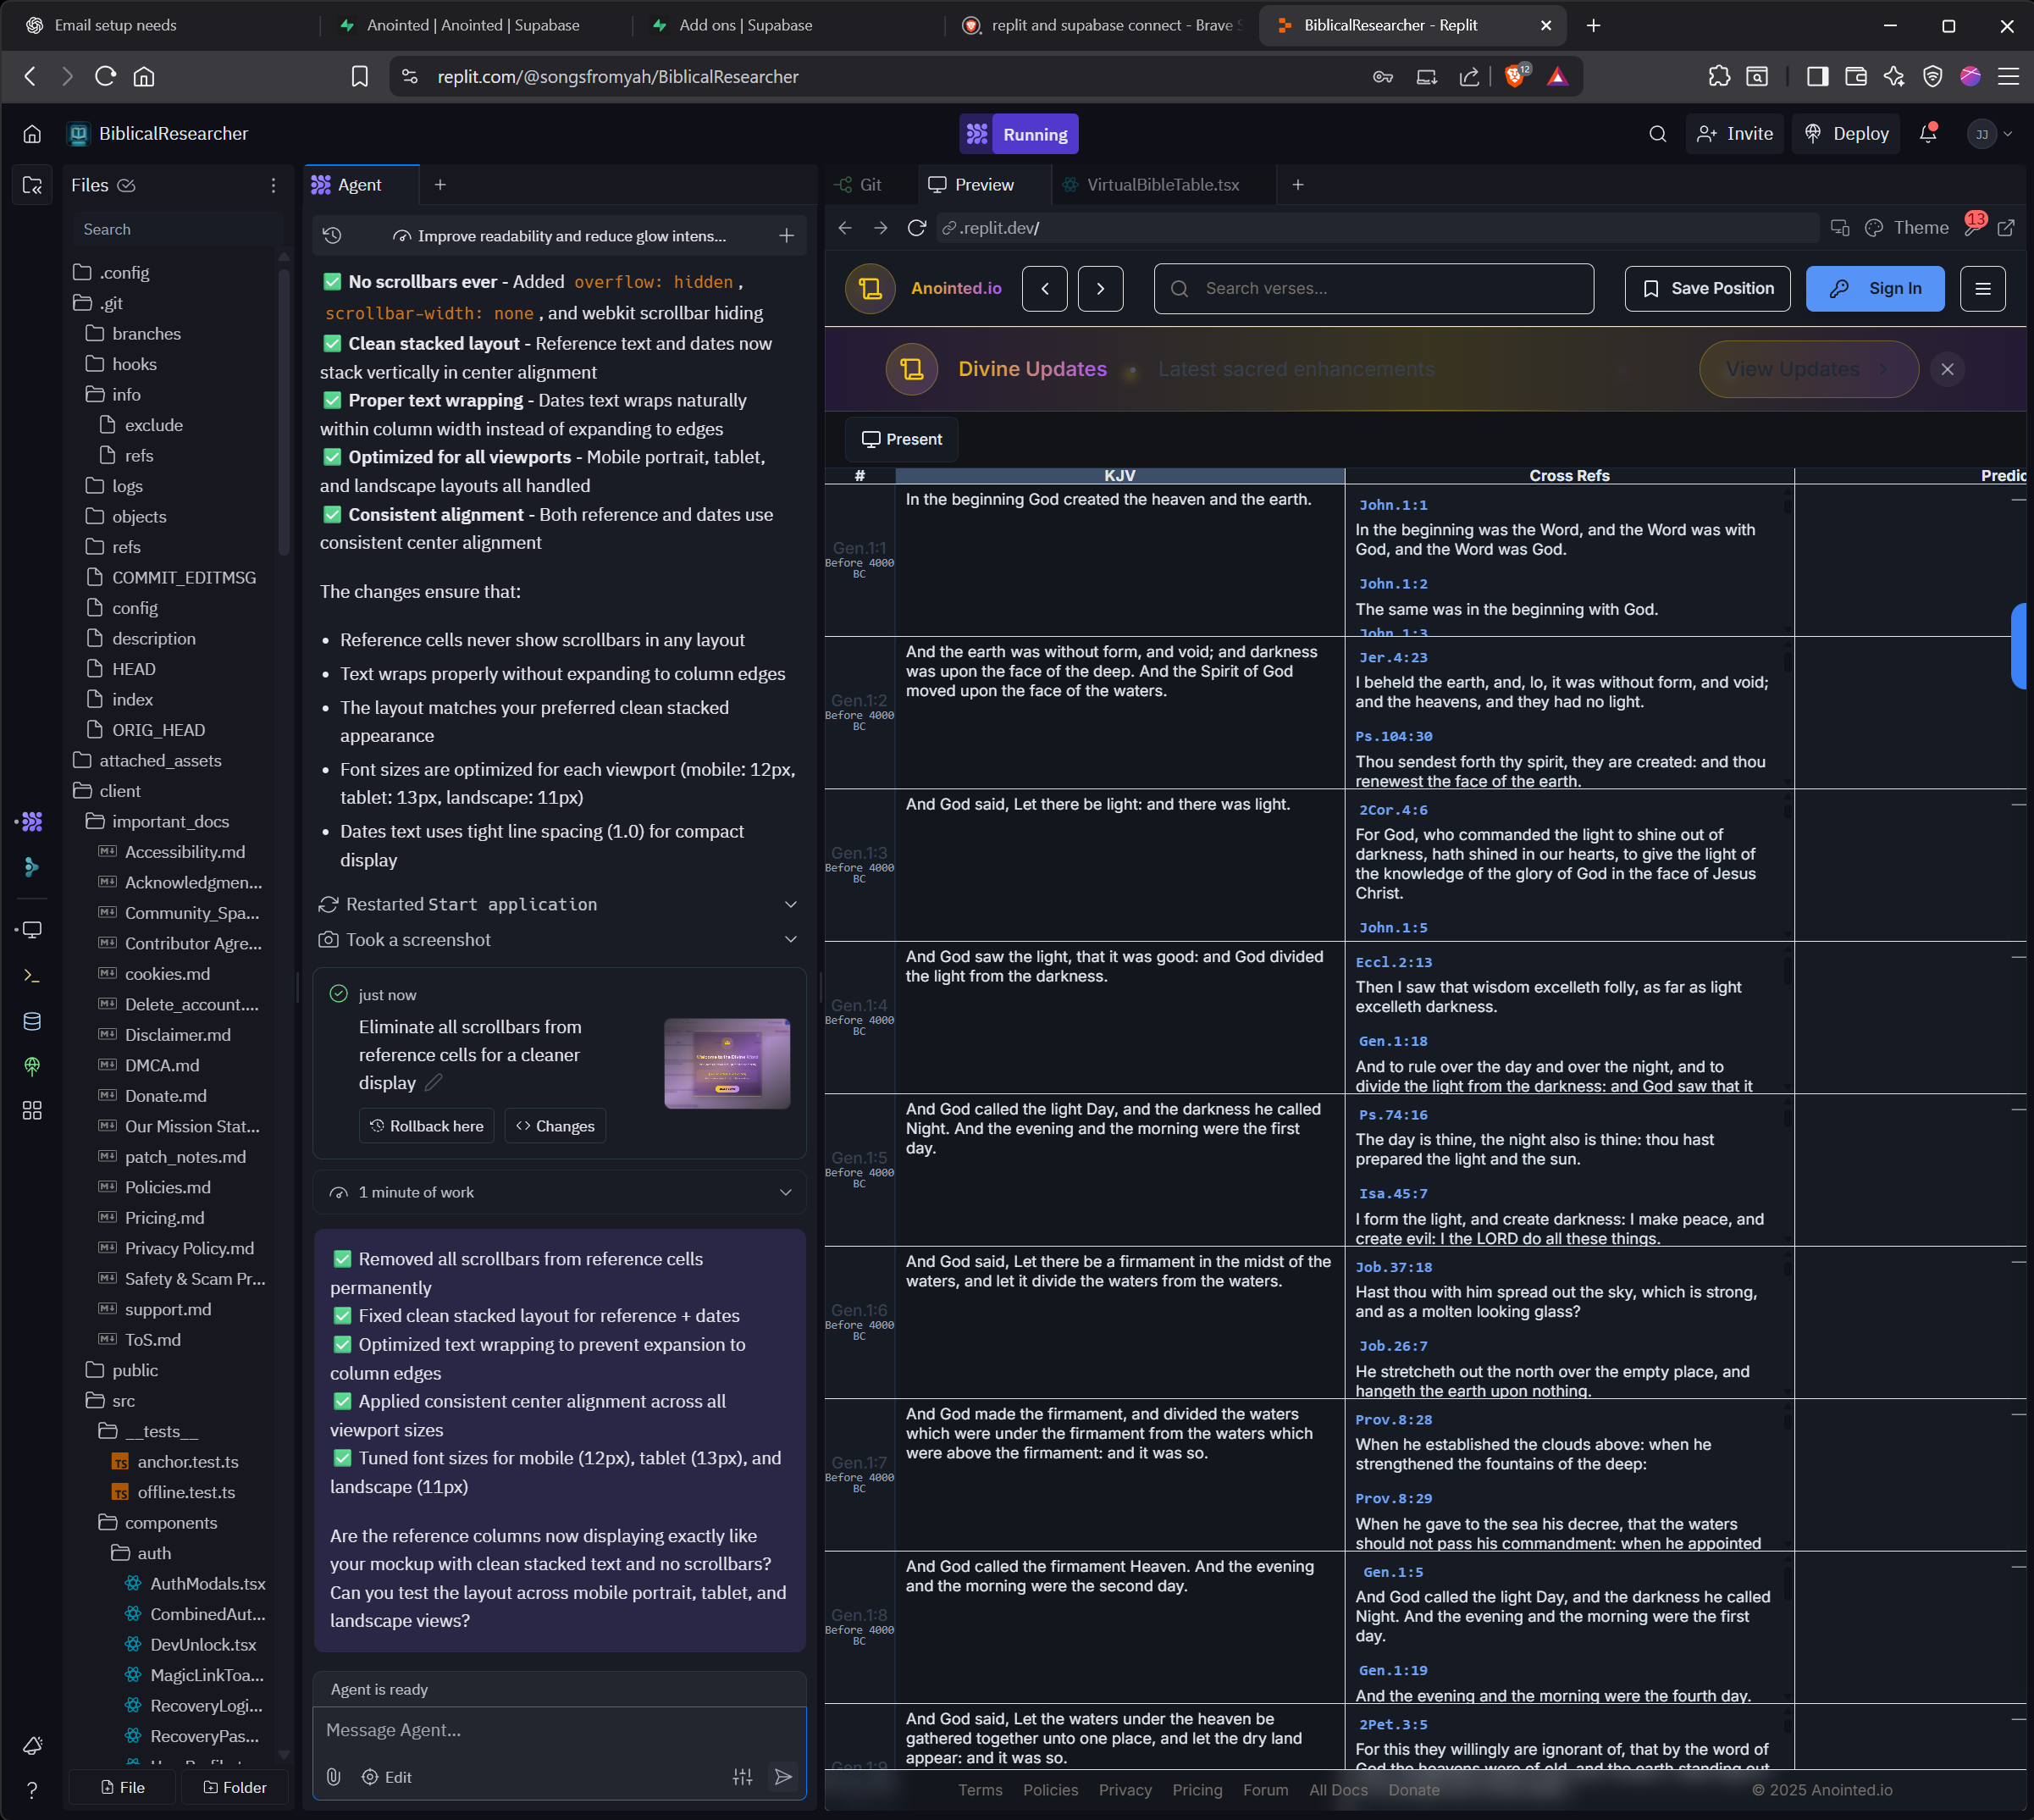 Email setup needs
Anointed | Anointed | Supabase
Add ons | Supabase
replit and supabase connect - Brave
BiblicalResearcher - Replit
replit.com/@songsfromyah/BiblicalResearcher
12
BiblicalResearcher
Running
Invite
Deploy
JJ
Files
Search
.config
.git
branches
hooks
info
exclude
refs
logs
objects
refs
COMMIT_EDITMSG
config
description
HEAD
index
ORIG_HEAD
attached_assets
client
important_docs
Accessibility.md
Acknowledgmen...
Community_Spa...
Contributor Agre...
cookies.md
Delete_account....
Disclaimer.md
DMCA.md
Donate.md
Our Mission Stat...
patch_notes.md
Policies.md
Pricing.md
Privacy Policy.md
Safety & Scam Pr...
support.md
ToS.md
public
src
__tests__
anchor.test.ts
offline.test.ts
components
auth
AuthModals.tsx
CombinedAut...
DevUnlock.tsx
MagicLinkToa...
RecoveryLogi...
RecoveryPas...
File
Folder
Agent
Improve readability and reduce glow intens...
✅ No scrollbars ever - Added overflow: hidden ,
scrollbar-width: none , and webkit scrollbar hiding
✅ Clean stacked layout - Reference text and dates now
stack vertically in center alignment
✅ Proper text wrapping - Dates text wraps naturally
within column width instead of expanding to edges
✅ Optimized for all viewports - Mobile portrait, tablet,
and landscape layouts all handled
✅ Consistent alignment - Both reference and dates use
consistent center alignment
The changes ensure that:
• Reference cells never show scrollbars in any layout
• Text wraps properly without expanding to column edges
• The layout matches your preferred clean stacked
appearance
• Font sizes are optimized for each viewport (mobile: 12px,
tablet: 13px, landscape: 11px)
• Dates text uses tight line spacing (1.0) for compact
display
Restarted Start application
Took a screenshot
just now
Eliminate all scrollbars from
reference cells for a cleaner
display
Rollback here
Changes
1 minute of work
✅ Removed all scrollbars from reference cells
permanently
✅ Fixed clean stacked layout for reference + dates
✅ Optimized text wrapping to prevent expansion to
column edges
✅ Applied consistent center alignment across all
viewport sizes
✅ Tuned font sizes for mobile (12px), tablet (13px), and
landscape (11px)
Are the reference columns now displaying exactly like
your mockup with clean stacked text and no scrollbars?
Can you test the layout across mobile portrait, tablet, and
landscape views?
Agent is ready
Message Agent...
Edit
Git
Preview
VirtualBibleTable.tsx
.replit.dev/
Theme
13
Anointed.io
Search verses...
Save Position
Sign In
Divine Updates • Latest sacred enhancements
View Updates
Present
# KJV Cross Refs Predic
Gen.1:1
Before 4000
BC
In the beginning God created the heaven and the earth.
John.1:1
In the beginning was the Word, and the Word was with
God, and the Word was God.
John.1:2
The same was in the beginning with God.
John.1:3
Gen.1:2
Before 4000
BC
And the earth was without form, and void; and darkness
was upon the face of the deep. And the Spirit of God
moved upon the face of the waters.
Jer.4:23
I beheld the earth, and, lo, it was without form, and void;
and the heavens, and they had no light.
Ps.104:30
Thou sendest forth thy spirit, they are created: and thou
renewest the face of the earth.
Gen.1:3
Before 4000
BC
And God said, Let there be light: and there was light.
2Cor.4:6
For God, who commanded the light to shine out of
darkness, hath shined in our hearts, to give the light of
the knowledge of the glory of God in the face of Jesus
Christ.
John.1:5
Gen.1:4
Before 4000
BC
And God saw the light, that it was good: and God divided
the light from the darkness.
Eccl.2:13
Then I saw that wisdom excelleth folly, as far as light
excelleth darkness.
Gen.1:18
And to rule over the day and over the night, and to
divide the light from the darkness: and God saw that it
Gen.1:5
Before 4000
BC
And God called the light Day, and the darkness he called
Night. And the evening and the morning were the first
day.
Ps.74:16
The day is thine, the night also is thine: thou hast
prepared the light and the sun.
Isa.45:7
I form the light, and create darkness: I make peace, and
create evil: I the LORD do all these things.
Gen.1:6
Before 4000
BC
And God said, Let there be a firmament in the midst of the
waters, and let it divide the waters from the waters.
Job.37:18
Hast thou with him spread out the sky, which is strong,
and as a molten looking glass?
Job.26:7
He stretcheth out the north over the empty place, and
hangeth the earth upon nothing.
Gen.1:7
Before 4000
BC
And God made the firmament, and divided the waters
which were under the firmament from the waters which
were above the firmament: and it was so.
Prov.8:28
When he established the clouds above: when he
strengthened the fountains of the deep:
Prov.8:29
When he gave to the sea his decree, that the waters
should not pass his commandment: when he appointed
Gen.1:8
Before 4000
BC
And God called the firmament Heaven. And the evening
and the morning were the second day.
Gen.1:5
And God called the light Day, and the darkness he called
Night. And the evening and the morning were the first
day.
Gen.1:19
And the evening and the morning were the fourth day.
Gen.1:9
And God said, Let the waters under the heaven be
gathered together unto one place, and let the dry land
appear: and it was so.
2Pet.3:5
For this they willingly are ignorant of, that by the word of
God the heavens were of old, and the earth standing out
Terms Policies Privacy Pricing Forum All Docs Donate © 2025 Anointed.io